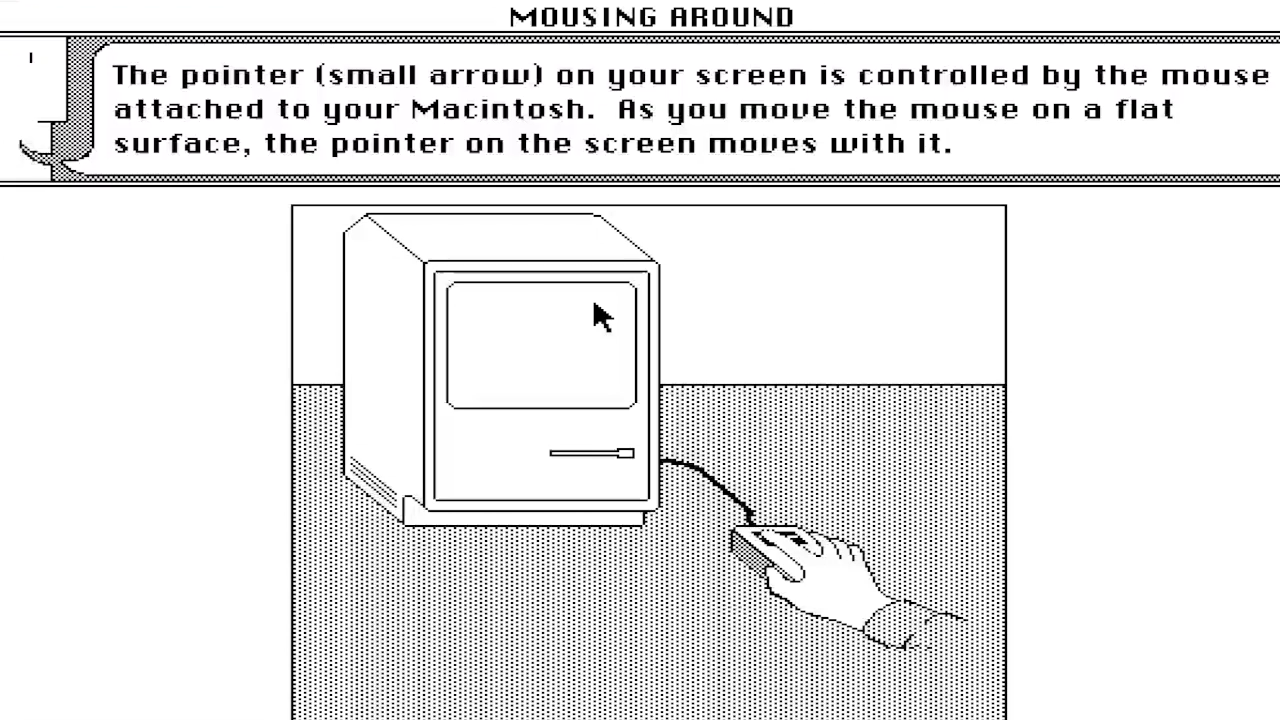 MOUSING AROUND
The pointer (small arrow) on your screen is controlled by the mouse
attached to your Macintosh.  As you move the mouse on a flat
surface, the pointer on the screen moves with it.